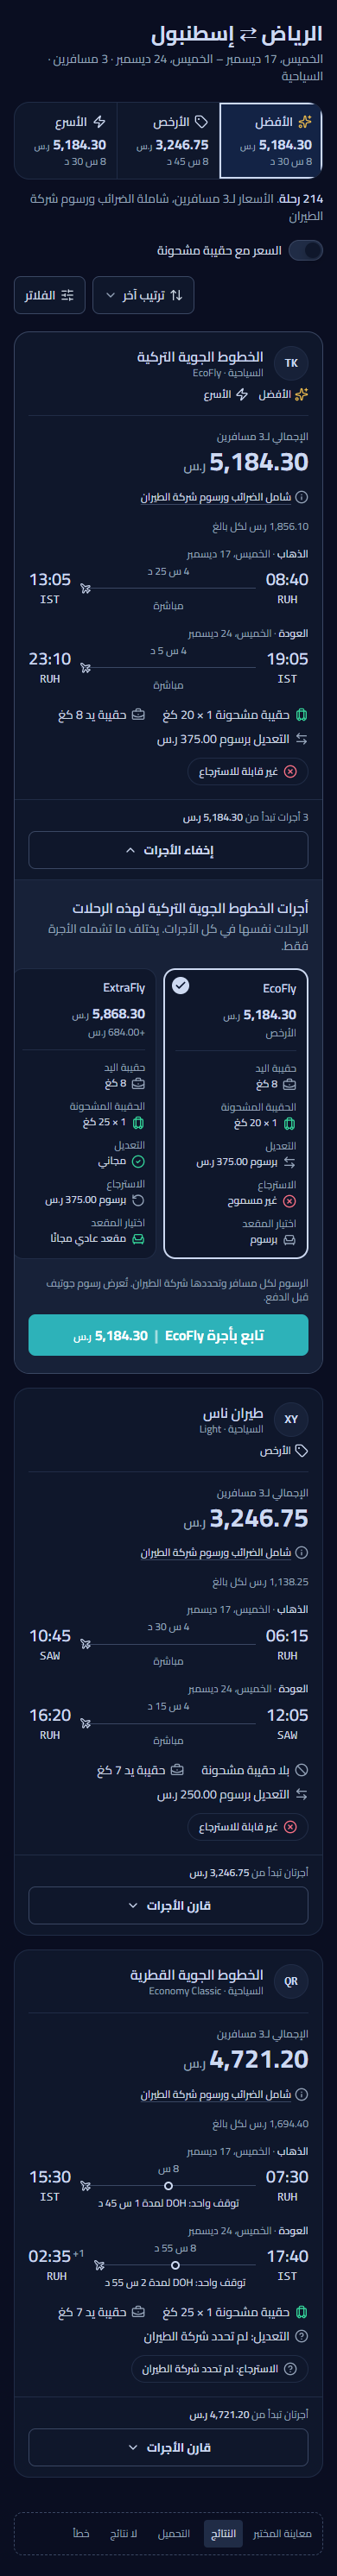 الرياض ⇄ إسطنبول
الخميس، 17 ديسمبر – الخميس، 24 ديسمبر · 3 مسافرين ·
السياحية
الأفضل
5,184.30 ر.س
8 س 30 د
الأرخص
3,246.75 ر.س
8 س 45 د
الأسرع
5,184.30 ر.س
8 س 30 د
214 رحلة. الأسعار لـ3 مسافرين، شاملة الضرائب ورسوم شركة
الطيران
السعر مع حقيبة مشحونة
ترتيب آخر
الفلاتر
TK
الخطوط الجوية التركية
السياحية · EcoFly
الأفضل
الأسرع
الإجمالي لـ3 مسافرين
5,184.30 ر.س
شامل الضرائب ورسوم شركة الطيران
1,856.10 ر.س لكل بالغ
الذهاب · الخميس، 17 ديسمبر
08:40
RUH
4 س 25 د
مباشرة
13:05
IST
العودة · الخميس، 24 ديسمبر
19:05
IST
4 س 5 د
مباشرة
23:10
RUH
حقيبة مشحونة 1 × 20 كغ
حقيبة يد 8 كغ
التعديل برسوم 375.00 ر.س
غير قابلة للاسترجاع
3 أجرات تبدأ من 5,184.30 ر.س
إخفاء الأجرات
أجرات الخطوط الجوية التركية لهذه الرحلات
الرحلات نفسها في كل الأجرات. يختلف ما تشمله الأجرة
فقط.
EcoFly
5,184.30 ر.س
الأرخص
حقيبة اليد
8 كغ
الحقيبة المشحونة
1 × 20 كغ
التعديل
برسوم 375.00 ر.س
الاسترجاع
غير مسموح
اختيار المقعد
برسوم
ExtraFly
5,868.30 ر.س
+684.00 ر.س
حقيبة اليد
8 كغ
الحقيبة المشحونة
1 × 25 كغ
التعديل
مجاني
الاسترجاع
برسوم 375.00 ر.س
اختيار المقعد
مقعد عادي مجانًا
الرسوم لكل مسافر وتحددها شركة الطيران. تُعرض رسوم جوتيف
قبل الدفع.
تابع بأجرة EcoFly | 5,184.30 ر.س
XY
طيران ناس
السياحية · Light
الأرخص
الإجمالي لـ3 مسافرين
3,246.75 ر.س
شامل الضرائب ورسوم شركة الطيران
1,138.25 ر.س لكل بالغ
الذهاب · الخميس، 17 ديسمبر
06:15
RUH
4 س 30 د
مباشرة
10:45
SAW
العودة · الخميس، 24 ديسمبر
12:05
SAW
4 س 15 د
مباشرة
16:20
RUH
بلا حقيبة مشحونة
حقيبة يد 7 كغ
التعديل برسوم 250.00 ر.س
غير قابلة للاسترجاع
أجرتان تبدأ من 3,246.75 ر.س
قارن الأجرات
QR
الخطوط الجوية القطرية
السياحية · Economy Classic
الإجمالي لـ3 مسافرين
4,721.20 ر.س
شامل الضرائب ورسوم شركة الطيران
1,694.40 ر.س لكل بالغ
الذهاب · الخميس، 17 ديسمبر
07:30
RUH
8 س
توقف واحد: DOH لمدة 1 س 45 د
15:30
IST
العودة · الخميس، 24 ديسمبر
17:40
IST
8 س 55 د
توقف واحد: DOH لمدة 2 س 55 د
02:35+1
RUH
حقيبة مشحونة 1 × 25 كغ
حقيبة يد 7 كغ
التعديل: لم تحدد شركة الطيران
الاسترجاع: لم تحدد شركة الطيران
أجرتان تبدأ من 4,721.20 ر.س
قارن الأجرات
معاينة المختبر
النتائج
التحميل
لا نتائج
خطأ